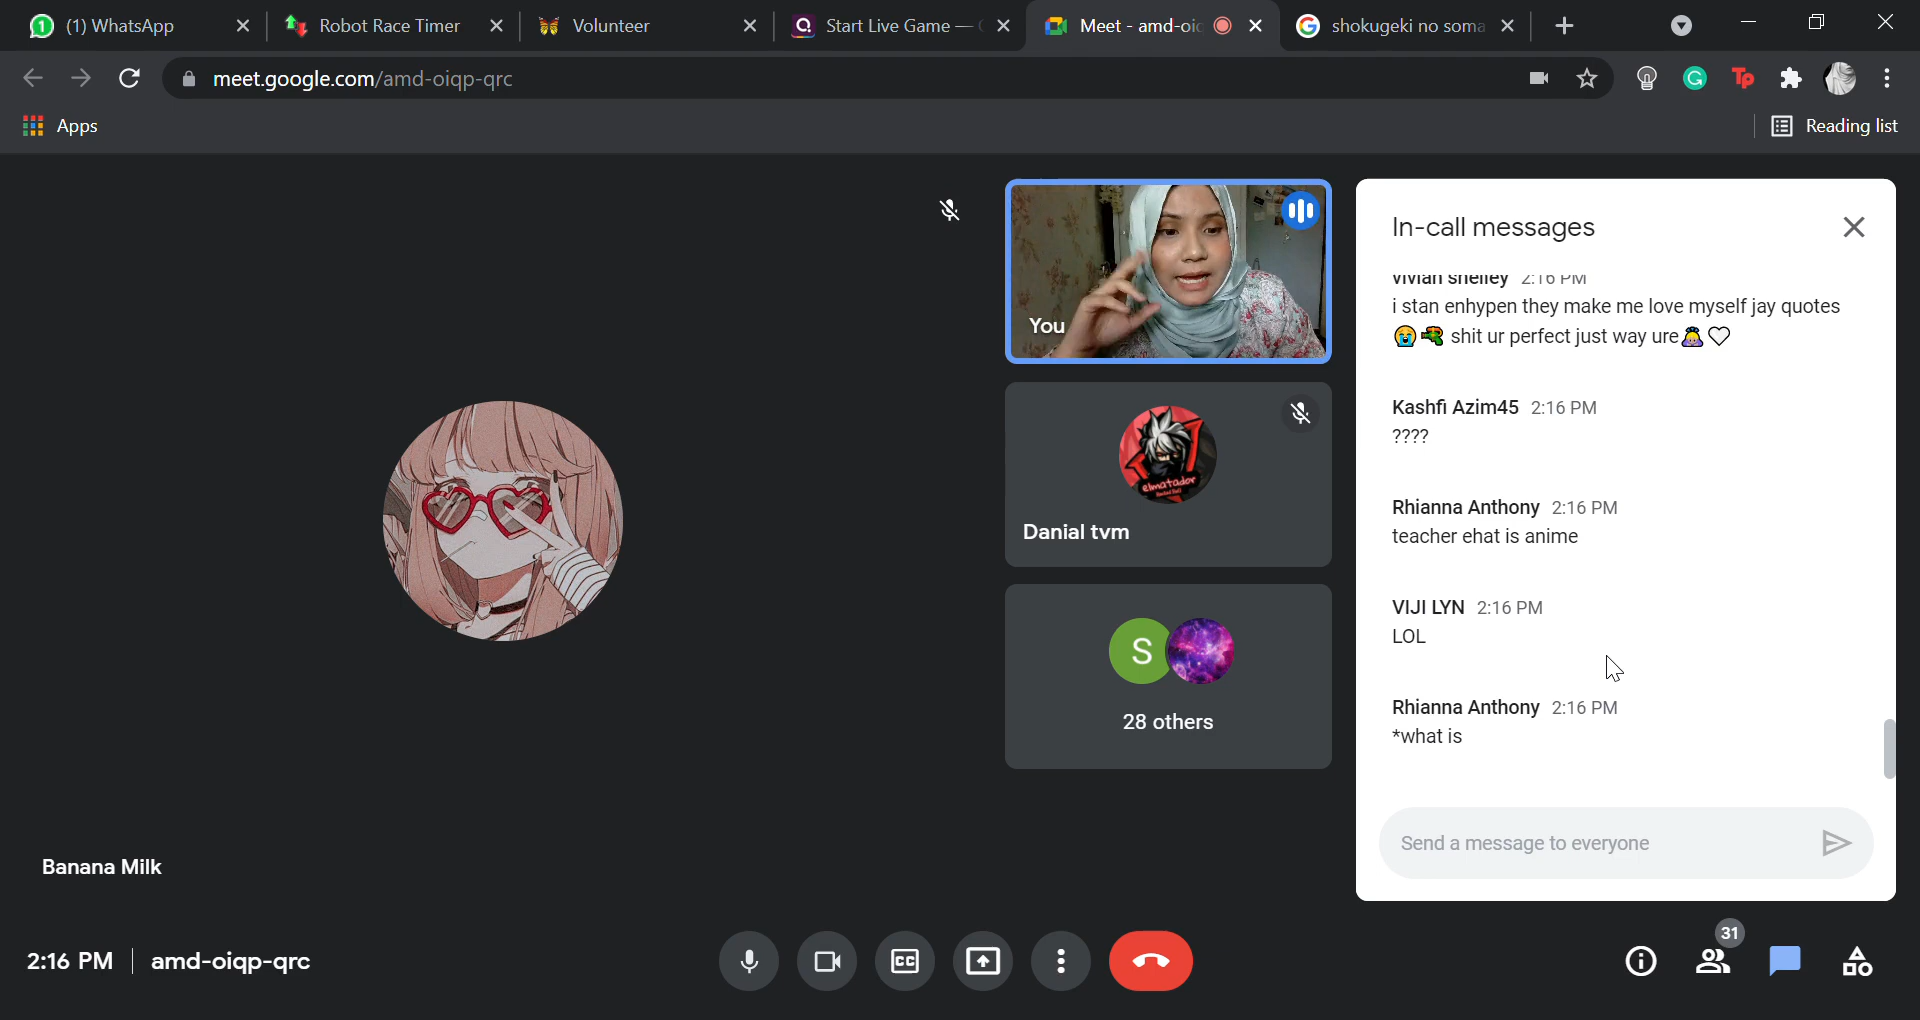 (1) WhatsApp
Robot Race Timer
Volunteer
Start Live Game —
Meet - amd-oic
shokugeki no soma
meet.google.com/amd-oiqp-qrc
Apps
Reading list
You
elmatador
Danial tvm
S
28 others
Banana Milk
In-call messages
vivian shelley 2:16 PM
i stan enhypen they make me love myself jay quotes
😭🔫 shit ur perfect just way ure🙇‍♀️♡
Kashfi Azim45 2:16 PM
????
Rhianna Anthony 2:16 PM
teacher ehat is anime
VIJI LYN 2:16 PM
LOL
Rhianna Anthony 2:16 PM
*what is
Send a message to everyone
2:16 PM | amd-oiqp-qrc
CC
31